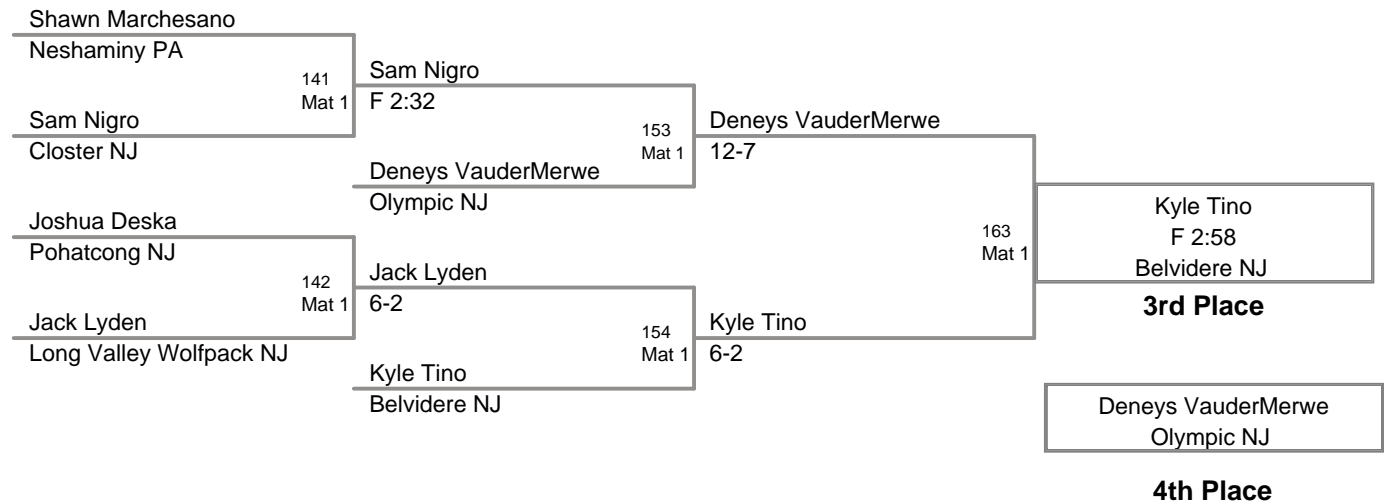 Shawn Marchesano
Neshaminy PA
141
Mat 1
Sam Nigro
Closter NJ
Sam Nigro
F 2:32
153
Mat 1
Deneys VauderMerwe
Olympic NJ
Deneys VauderMerwe
12-7
Joshua Deska
Pohatcong NJ
142
Mat 1
Jack Lyden
Long Valley Wolfpack NJ
Jack Lyden
6-2
154
Mat 1
Kyle Tino
Belvidere NJ
Kyle Tino
6-2
163
Mat 1
Kyle Tino
F 2:58
Belvidere NJ
3rd Place
Deneys VauderMerwe
Olympic NJ
4th Place